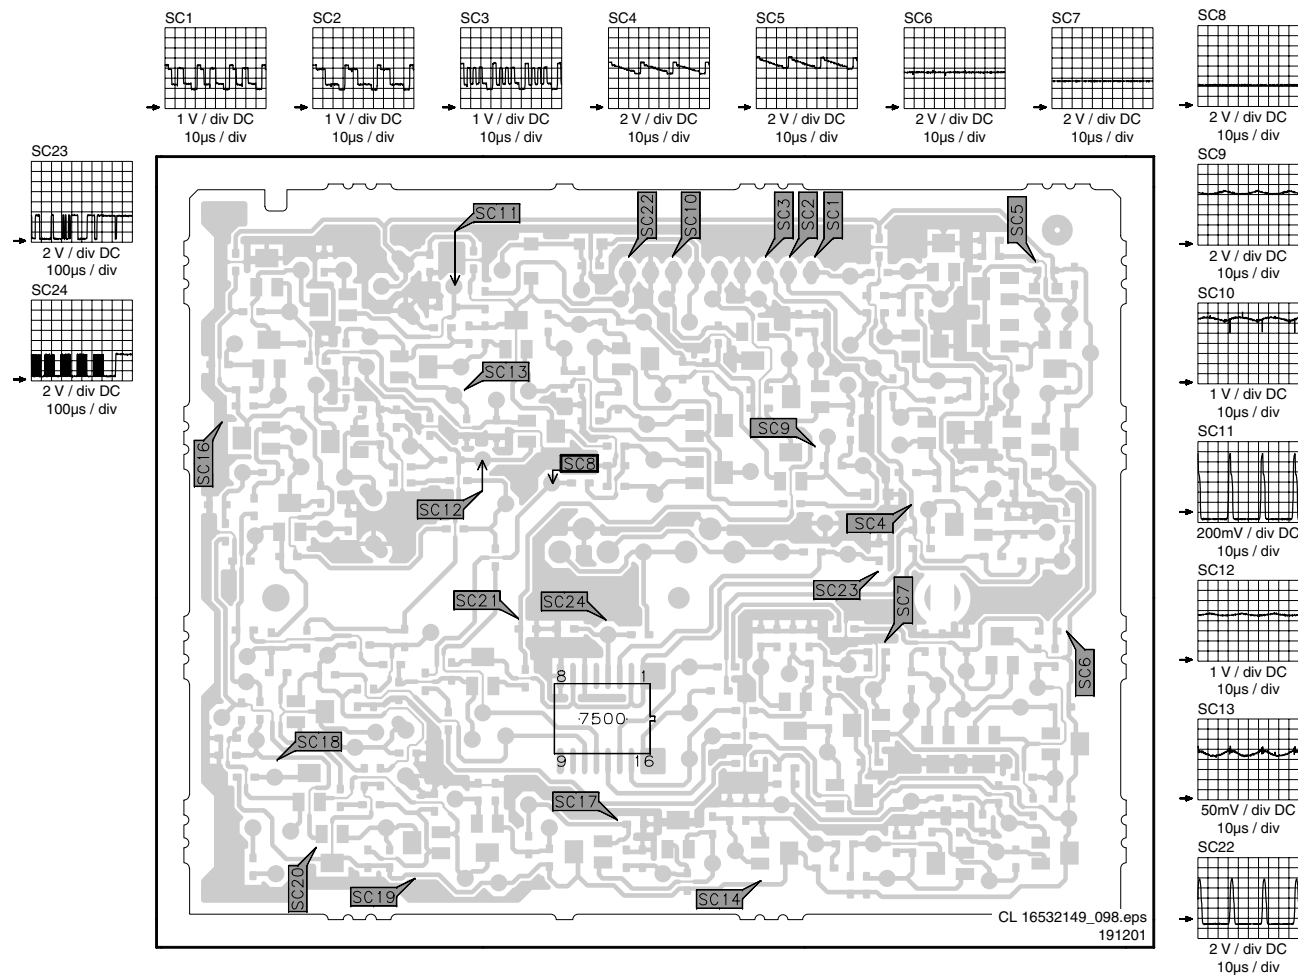 SC1
1 V / div DC
10µs / div
SC2
1 V / div DC
10µs / div
SC3
1 V / div DC
10µs / div
SC4
2 V / div DC
10µs / div
SC5
2 V / div DC
10µs / div
SC6
2 V / div DC
10µs / div
SC7
2 V / div DC
10µs / div
SC8
2 V / div DC
10µs / div
SC9
2 V / div DC
10µs / div
SC10
1 V / div DC
10µs / div
SC11
200mV / div DC
10µs / div
SC12
1 V / div DC
10µs / div
SC13
50mV / div DC
10µs / div
SC22
2 V / div DC
10µs / div
SC23
2 V / div DC
100µs / div
SC24
2 V / div DC
100µs / div
SC11
SC22
SC10
SC3
SC2
SC1
SC5
SC13
SC9
SC16
SC8
SC12
SC4
SC23
SC7
SC21
SC24
SC6
8 1
7500
9 16
SC18
SC17
SC20
SC19
SC14
CL 16532149_098.eps
191201